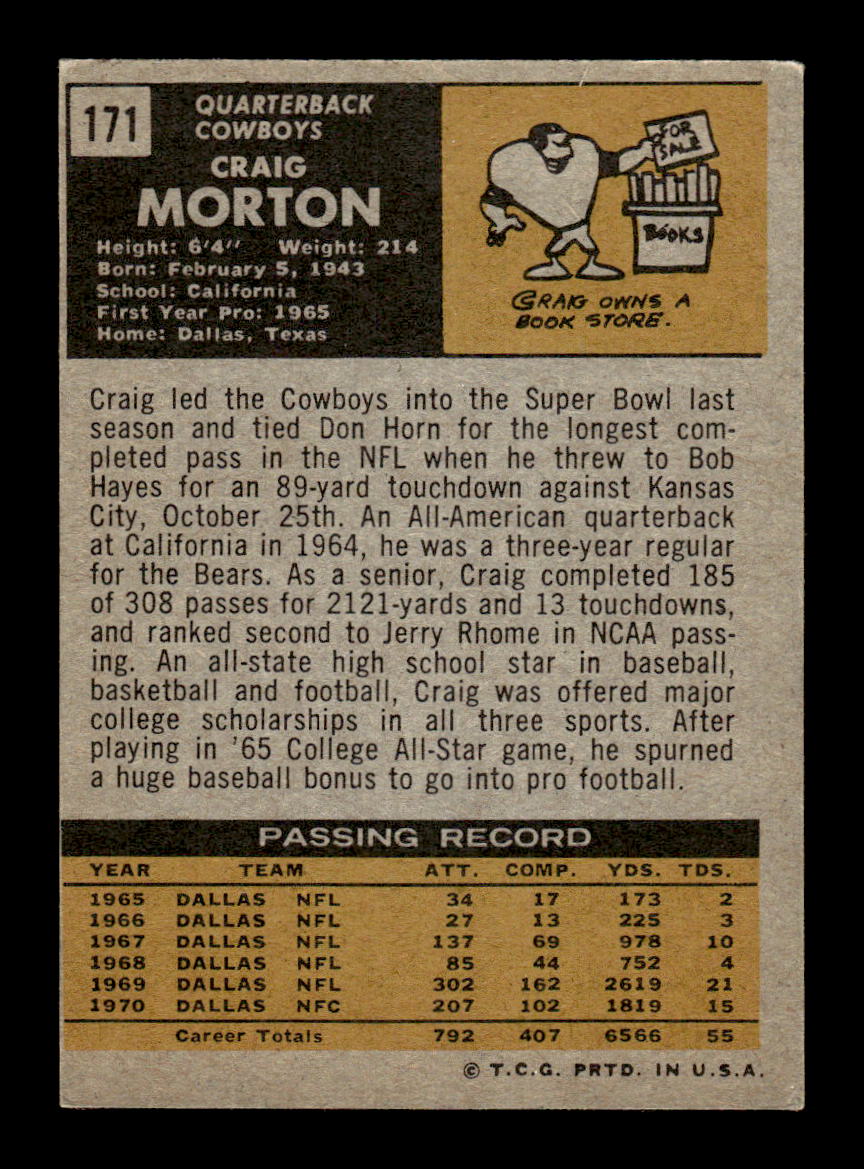 171
QUARTERBACK
COWBOYS
CRAIG
MORTON
Height: 6'4" Weight: 214
Born: February 5, 1943
School: California
First Year Pro: 1965
Home: Dallas, Texas
FOR
SALE
BOOKS
CRAIG OWNS A
BOOK STORE.
Craig led the Cowboys into the Super Bowl last
season and tied Don Horn for the longest com-
pleted pass in the NFL when he threw to Bob
Hayes for an 89-yard touchdown against Kansas
City, October 25th. An All-American quarterback
at California in 1964, he was a three-year regular
for the Bears. As a senior, Craig completed 185
of 308 passes for 2121-yards and 13 touchdowns,
and ranked second to Jerry Rhome in NCAA pass-
ing. An all-state high school star in baseball,
basketball and football, Craig was offered major
college scholarships in all three sports. After
playing in '65 College All-Star game, he spurned
a huge baseball bonus to go into pro football.
PASSING RECORD
YEAR TEAM ATT. COMP. YDS. TDS.
1965 DALLAS NFL 34 17 173 2
1966 DALLAS NFL 27 13 225 3
1967 DALLAS NFL 137 69 978 10
1968 DALLAS NFL 85 44 752 4
1969 DALLAS NFL 302 162 2619 21
1970 DALLAS NFC 207 102 1819 15
Career Totals 792 407 6566 55
© T.C.G. PRTD. IN U.S.A.